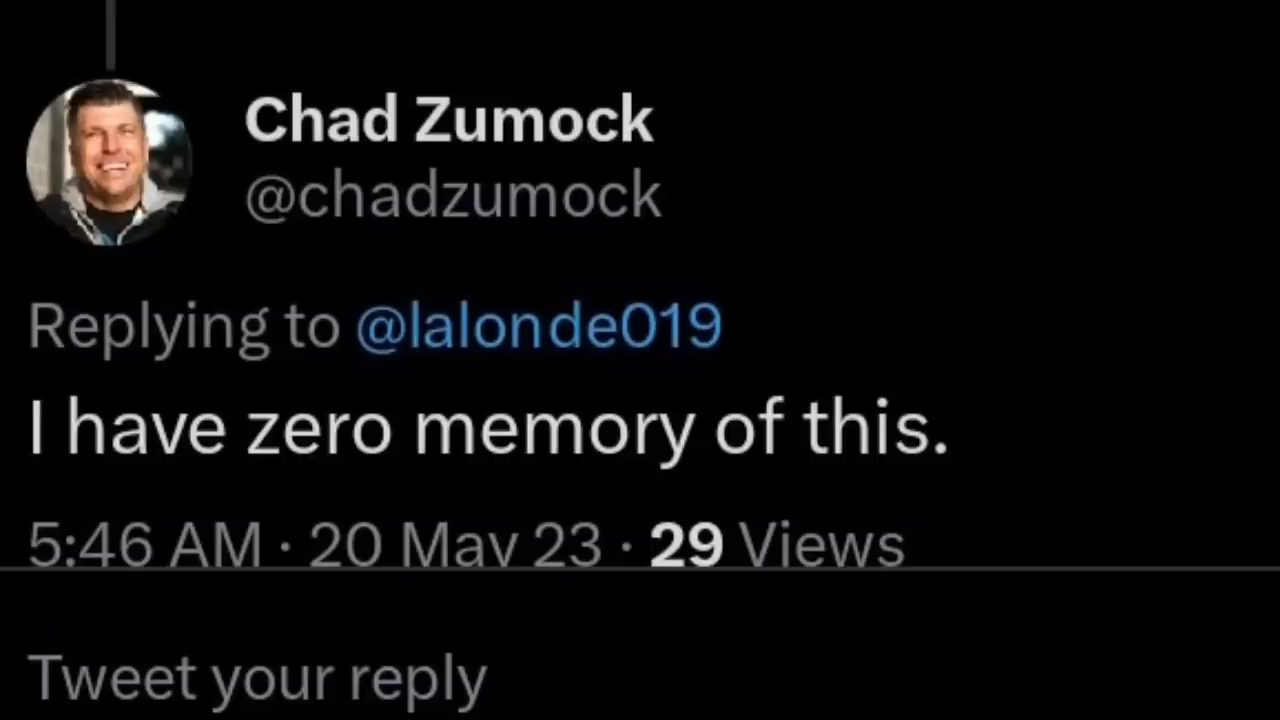 Chad Zumock
@chadzumock
Replying to @lalonde019
I have zero memory of this.
5:46 AM · 20 May 23 · 29 Views
Tweet your reply